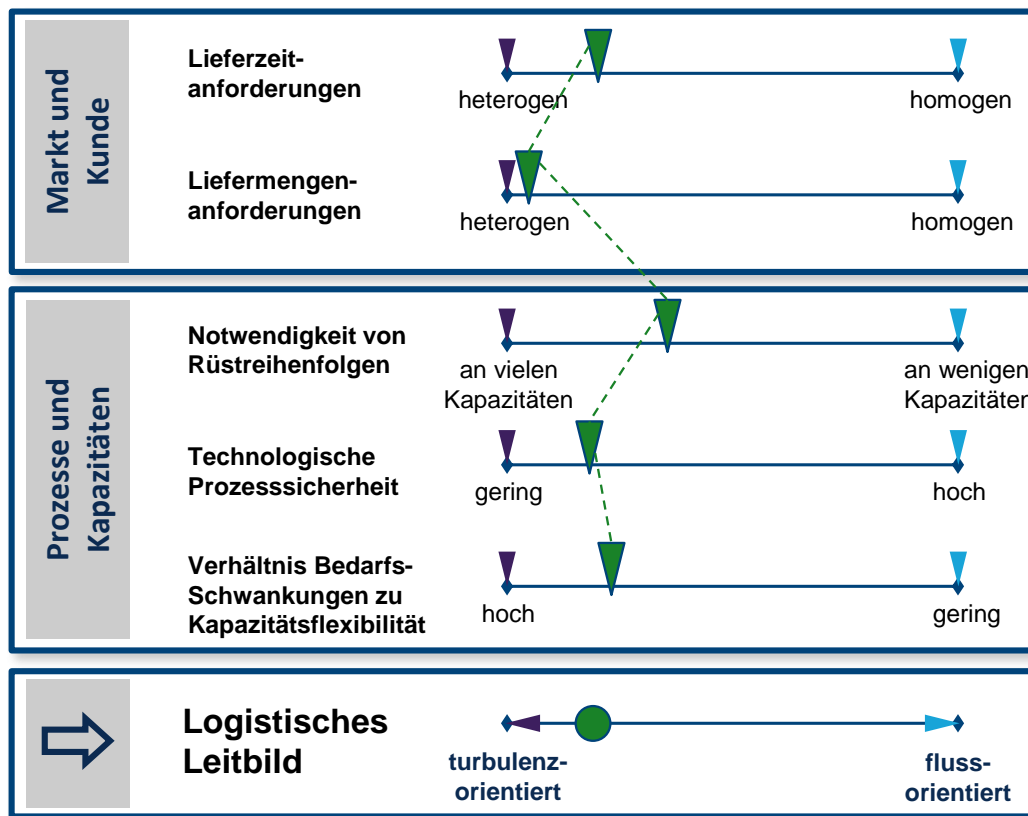 Markt und
Kunde
Lieferzeit-
anforderungen
heterogen
homogen
Liefermengen-
anforderungen
heterogen
homogen
Prozesse und
Kapazitäten
Notwendigkeit von
Rüstreihenfolgen
an vielen
Kapazitäten
an wenigen
Kapazitäten
Technologische
Prozesssicherheit
gering
hoch
Verhältnis Bedarfs-
Schwankungen zu
Kapazitätsflexibilität
hoch
gering
Logistisches
Leitbild
turbulenz-
orientiert
fluss-
orientiert